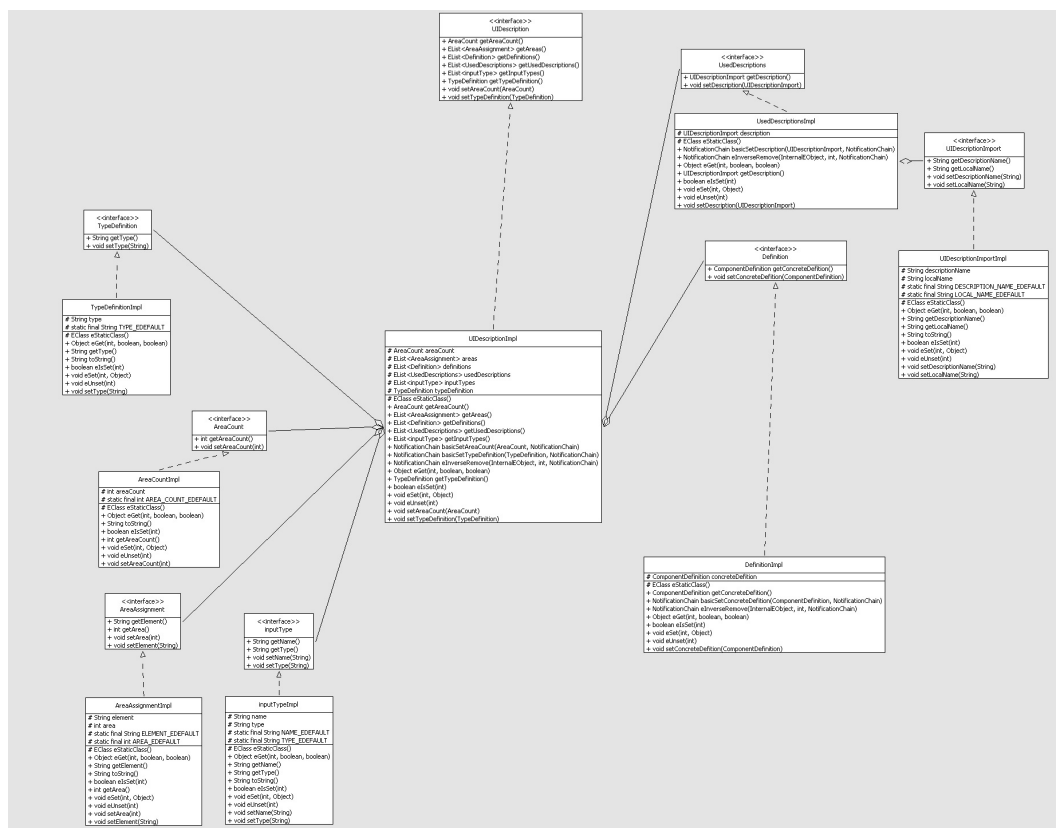 <<interface>>
UIDescription
+ AreaCount getAreaCount()
+ EList<AreaAssignment> getAreas()
+ EList<Definition> getDefinitions()
+ EList<UsedDescriptions> getUsedDescriptions()
+ EList<inputType> getInputTypes()
+ TypeDefinition getTypeDefinition()
+ void setAreaCount(AreaCount)
+ void setTypeDefinition(TypeDefinition)
<<interface>>
UsedDescriptions
+ UIDescriptionImport getDescription()
+ void setDescription(UIDescriptionImport)
UsedDescriptionsImpl
# UIDescriptionImport description
# EClass eStaticClass()
+ NotificationChain basicSetDescription(UIDescriptionImport, NotificationChain)
+ NotificationChain eInverseRemove(InternalEObject, int, NotificationChain)
+ Object eGet(int, boolean, boolean)
+ UIDescriptionImport getDescription()
+ boolean eIsSet(int)
+ void eSet(int, Object)
+ void eUnset(int)
+ void setDescription(UIDescriptionImport)
<<interface>>
UIDescriptionImport
+ String getDescriptionName()
+ String getLocalName()
+ void setDescriptionName(String)
+ void setLocalName(String)
<<interface>>
TypeDefinition
+ String getType()
+ void setType(String)
<<interface>>
Definition
+ ComponentDefinition getConcreteDefition()
+ void setConcreteDefition(ComponentDefinition)
UIDescriptionImportImpl
# String descriptionName
# String localName
# static final String DESCRIPTION_NAME_EDEFAULT
# static final String LOCAL_NAME_EDEFAULT
# EClass eStaticClass()
+ Object eGet(int, boolean, boolean)
+ String getDescriptionName()
+ String getLocalName()
+ String toString()
+ boolean eIsSet(int)
+ void eSet(int, Object)
+ void eUnset(int)
+ void setDescriptionName(String)
+ void setLocalName(String)
TypeDefinitionImpl
# String type
# static final String TYPE_EDEFAULT
# EClass eStaticClass()
+ Object eGet(int, boolean, boolean)
+ String getType()
+ String toString()
+ boolean eIsSet(int)
+ void eSet(int, Object)
+ void eUnset(int)
+ void setType(String)
UIDescriptionImpl
# AreaCount areaCount
# EList<AreaAssignment> areas
# EList<Definition> definitions
# EList<UsedDescriptions> usedDescriptions
# EList<inputType> inputTypes
# TypeDefinition typeDefinition
# EClass eStaticClass()
+ AreaCount getAreaCount()
+ EList<AreaAssignment> getAreas()
+ EList<Definition> getDefinitions()
+ EList<UsedDescriptions> getUsedDescriptions()
+ EList<inputType> getInputTypes()
+ NotificationChain basicSetAreaCount(AreaCount, NotificationChain)
+ NotificationChain basicSetTypeDefinition(TypeDefinition, NotificationChain)
+ NotificationChain eInverseRemove(InternalEObject, int, NotificationChain)
+ Object eGet(int, boolean, boolean)
+ TypeDefinition getTypeDefinition()
+ boolean eIsSet(int)
+ void eSet(int, Object)
+ void eUnset(int)
+ void setAreaCount(AreaCount)
+ void setTypeDefinition(TypeDefinition)
<<interface>>
AreaCount
+ int getAreaCount()
+ void setAreaCount(int)
AreaCountImpl
# int areaCount
# static final int AREA_COUNT_EDEFAULT
# EClass eStaticClass()
+ Object eGet(int, boolean, boolean)
+ String toString()
+ boolean eIsSet(int)
+ int getAreaCount()
+ void eSet(int, Object)
+ void eUnset(int)
+ void setAreaCount(int)
DefinitionImpl
# ComponentDefinition concreteDefition
# EClass eStaticClass()
+ ComponentDefinition getConcreteDefition()
+ NotificationChain basicSetConcreteDefition(ComponentDefinition, NotificationChain)
+ NotificationChain eInverseRemove(InternalEObject, int, NotificationChain)
+ Object eGet(int, boolean, boolean)
+ boolean eIsSet(int)
+ void eSet(int, Object)
+ void eUnset(int)
+ void setConcreteDefition(ComponentDefinition)
<<interface>>
AreaAssignment
+ String getElement()
+ int getArea()
+ void setArea(int)
+ void setElement(String)
<<interface>>
inputType
+ String getName()
+ String getType()
+ void setName(String)
+ void setType(String)
AreaAssignmentImpl
# String element
# int area
# static final String ELEMENT_EDEFAULT
# static final int AREA_EDEFAULT
# EClass eStaticClass()
+ Object eGet(int, boolean, boolean)
+ String getElement()
+ String toString()
+ boolean eIsSet(int)
+ int getArea()
+ void eSet(int, Object)
+ void eUnset(int)
+ void setArea(int)
+ void setElement(String)
inputTypeImpl
# String name
# String type
# static final String NAME_EDEFAULT
# static final String TYPE_EDEFAULT
# EClass eStaticClass()
+ Object eGet(int, boolean, boolean)
+ String getName()
+ String getType()
+ String toString()
+ boolean eIsSet(int)
+ void eSet(int, Object)
+ void eUnset(int)
+ void setName(String)
+ void setType(String)